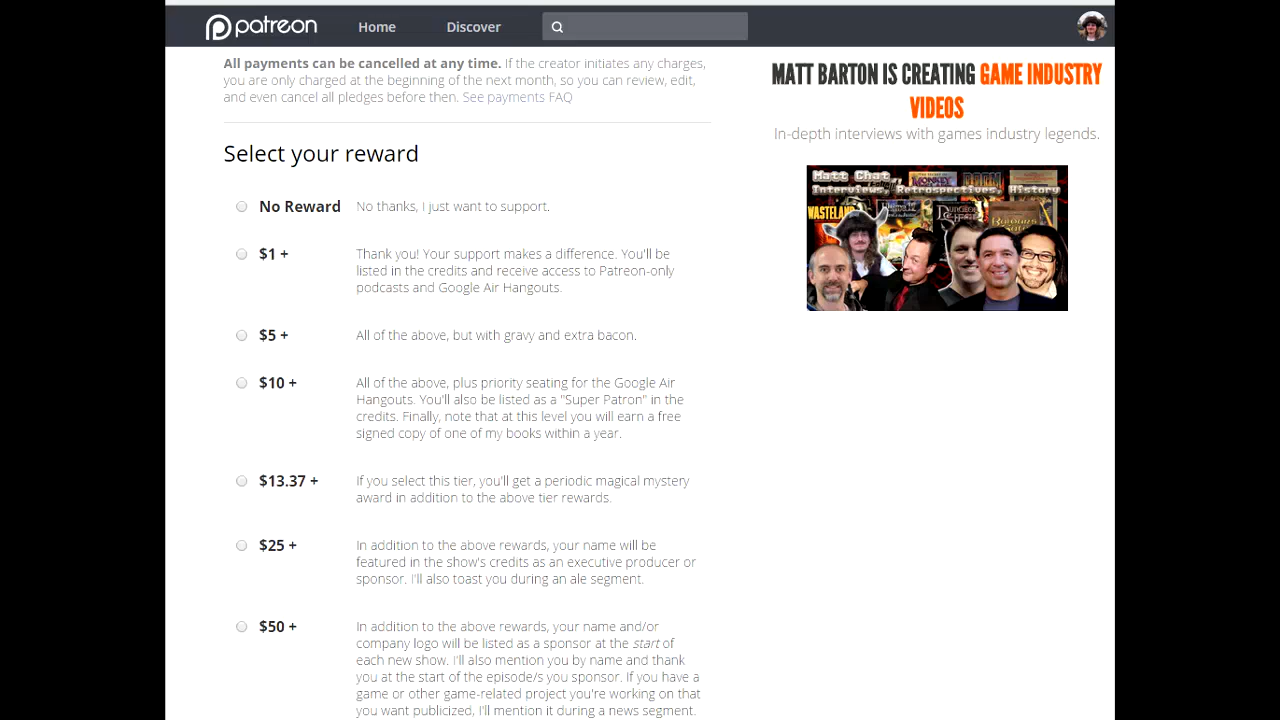 patreon
Home
Discover
All payments can be cancelled at any time. If the creator initiates any charges,
you are only charged at the beginning of the next month, so you can review, edit,
and even cancel all pledges before then. See payments FAQ
Select your reward
No Reward No thanks, I just want to support.
$1 + Thank you! Your support makes a difference. You'll be
listed in the credits and receive access to Patreon-only
podcasts and Google Air Hangouts.
$5 + All of the above, but with gravy and extra bacon.
$10 + All of the above, plus priority seating for the Google Air
Hangouts. You'll also be listed as a "Super Patron" in the
credits. Finally, note that at this level you will earn a free
signed copy of one of my books within a year.
$13.37 + If you select this tier, you'll get a periodic magical mystery
award in addition to the above tier rewards.
$25 + In addition to the above rewards, your name will be
featured in the show's credits as an executive producer or
sponsor. I'll also toast you during an ale segment.
$50 + In addition to the above rewards, your name and/or
company logo will be listed as a sponsor at the start of
each new show. I'll also mention you by name and thank
you at the start of the episode/s you sponsor. If you have a
game or other game-related project you're working on that
you want publicized, I'll mention it during a news segment.
MATT BARTON IS CREATING GAME INDUSTRY
VIDEOS
In-depth interviews with games industry legends.
Matt Chat
Interviews, Retrospectives, History
WASTELAND